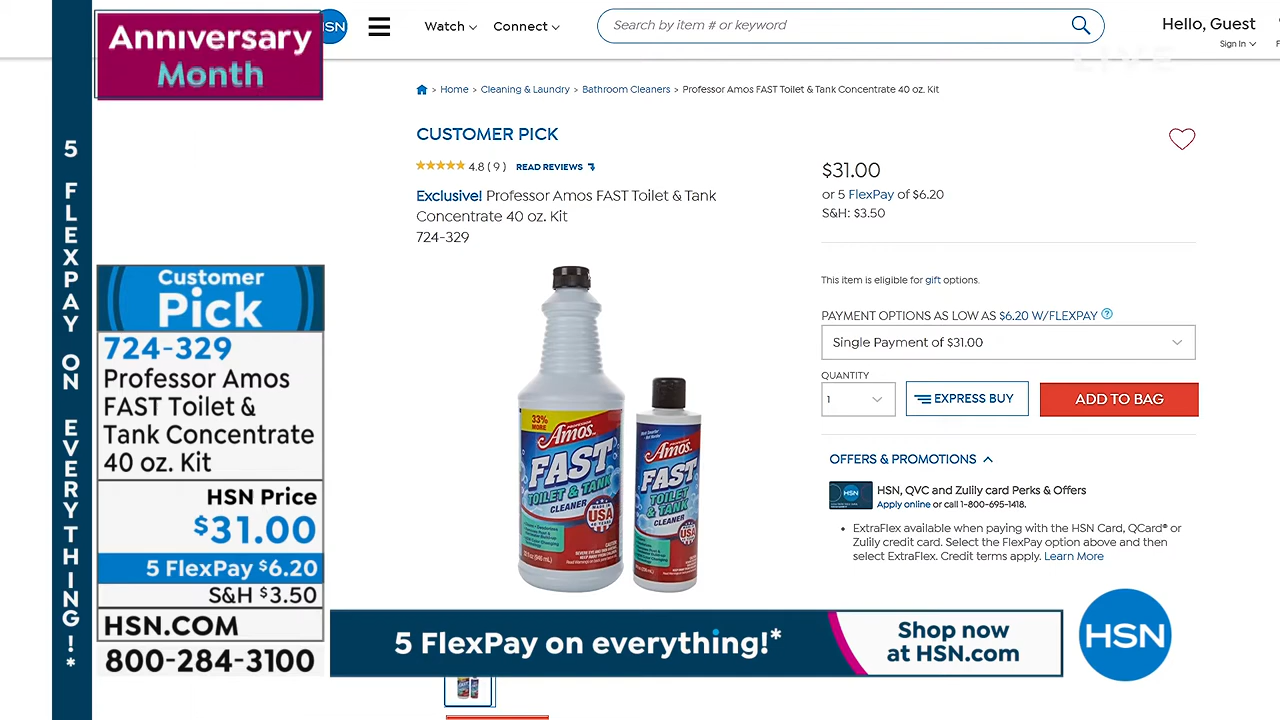 Anniversary
Month
5 FLEXPAY ON EVERYTHING!*
HSN
Watch
Connect
Search by item # or keyword
Hello, Guest
Sign In
LIVE
> Home > Cleaning & Laundry > Bathroom Cleaners > Professor Amos FAST Toilet & Tank Concentrate 40 oz. Kit
CUSTOMER PICK
4.8 ( 9 ) READ REVIEWS
Exclusive! Professor Amos FAST Toilet & Tank
Concentrate 40 oz. Kit
724-329
$31.00
or 5 FlexPay of $6.20
S&H: $3.50
This item is eligible for gift options.
PAYMENT OPTIONS AS LOW AS $6.20 W/FLEXPAY ?
Single Payment of $31.00
QUANTITY
1
EXPRESS BUY
ADD TO BAG
OFFERS & PROMOTIONS
HSN
HSN, QVC and Zulily card Perks & Offers
Apply online or call 1-800-695-1418.
• ExtraFlex available when paying with the HSN Card, QCard® or
Zulily credit card. Select the FlexPay option above and then
select ExtraFlex. Credit terms apply. Learn More
33%
MORE
PROFESSOR
Amos
FAST
TOILET & TANK
CLEANER
MADE IN
USA
Amos
FAST
TOILET
& TANK
CLEANER
USA
Customer
Pick
724-329
Professor Amos
FAST Toilet &
Tank Concentrate
40 oz. Kit
HSN Price
$31.00
5 FlexPay $6.20
S&H $3.50
HSN.COM
800-284-3100
5 FlexPay on everything!*
Shop now
at HSN.com
HSN